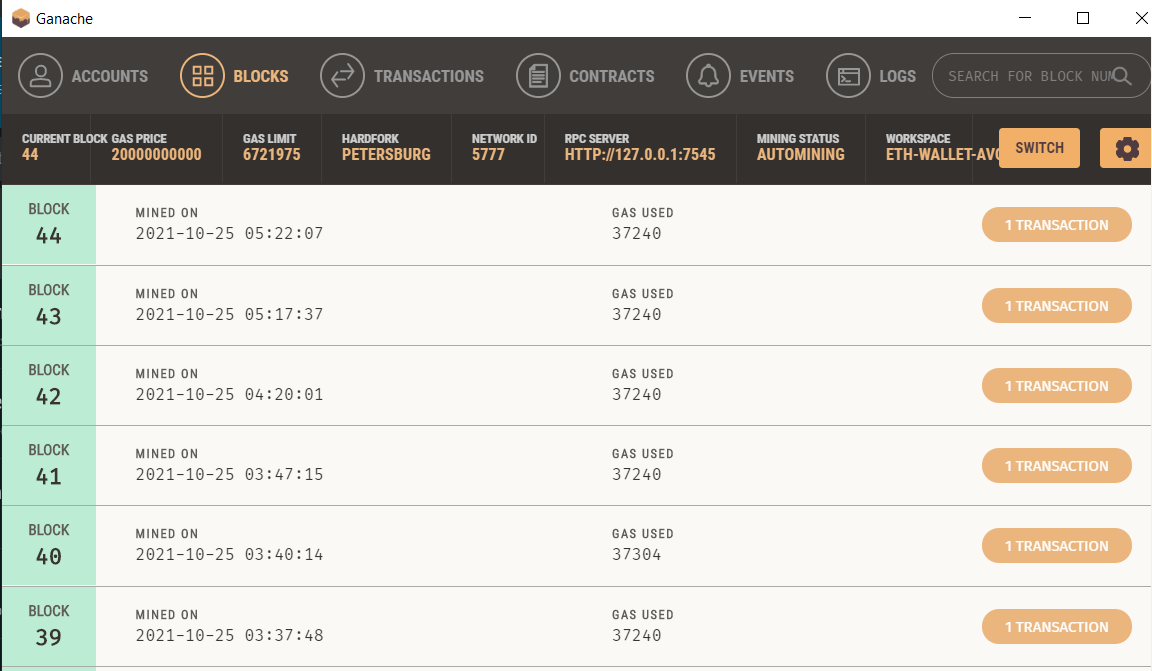 Ganache
ACCOUNTS BLOCKS TRANSACTIONS CONTRACTS EVENTS LOGS SEARCH FOR BLOCK NUM
CURRENT BLOCK GAS PRICE GAS LIMIT HARDFORK NETWORK ID RPC SERVER MINING STATUS WORKSPACE
44 20000000000 6721975 PETERSBURG 5777 HTTP://127.0.0.1:7545 AUTOMINING ETH-WALLET-AVO SWITCH
BLOCK MINED ON GAS USED
44 2021-10-25 05:22:07 37240 1 TRANSACTION
BLOCK MINED ON GAS USED
43 2021-10-25 05:17:37 37240 1 TRANSACTION
BLOCK MINED ON GAS USED
42 2021-10-25 04:20:01 37240 1 TRANSACTION
BLOCK MINED ON GAS USED
41 2021-10-25 03:47:15 37240 1 TRANSACTION
BLOCK MINED ON GAS USED
40 2021-10-25 03:40:14 37304 1 TRANSACTION
BLOCK MINED ON GAS USED
39 2021-10-25 03:37:48 37240 1 TRANSACTION